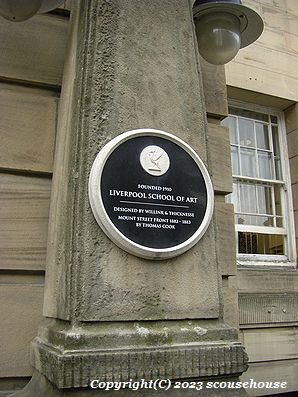 FOUNDED 1910
LIVERPOOL SCHOOL OF ART
DESIGNED BY WILLINK & THICKNESSE
MOUNT STREET FRONT 1882 - 1883
BY THOMAS COOK
Copyright(C) 2023 scousehouse